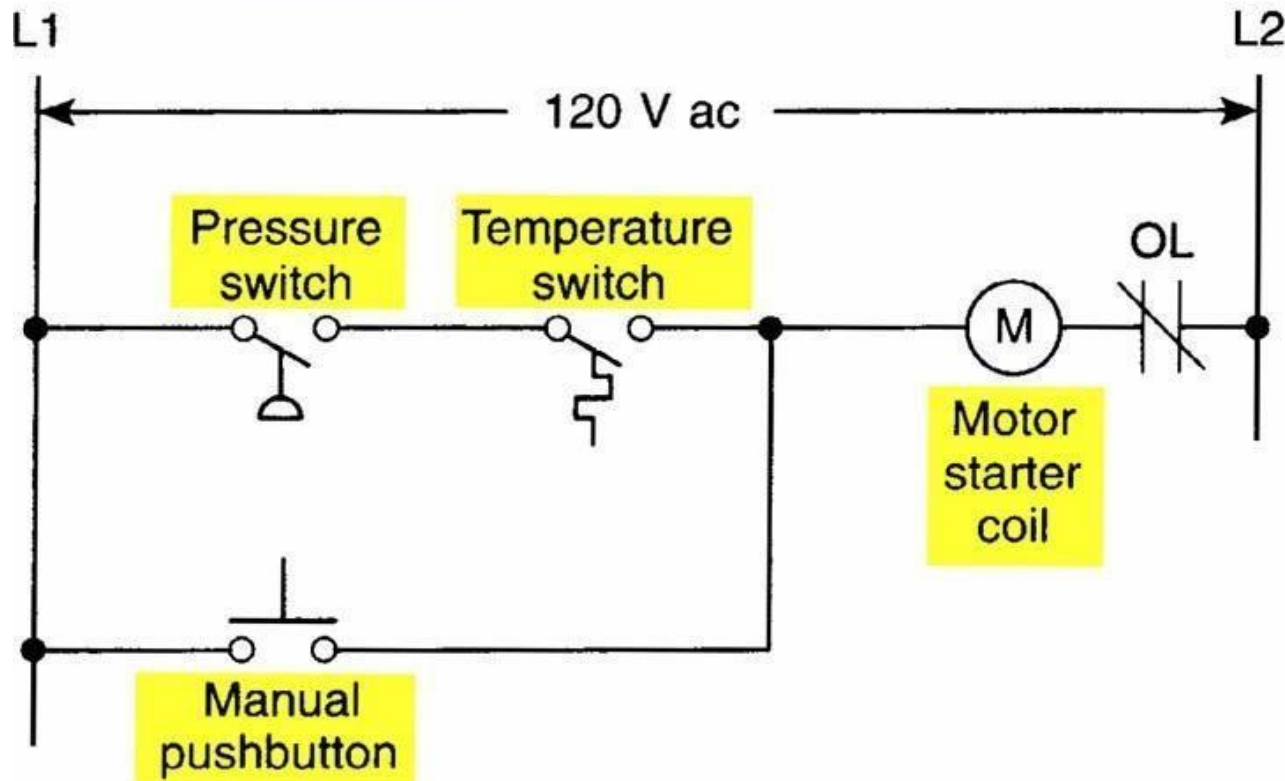 L1
L2
120 V ac
Pressure
switch
Temperature
switch
OL
M
Motor
starter
coil
Manual
pushbutton